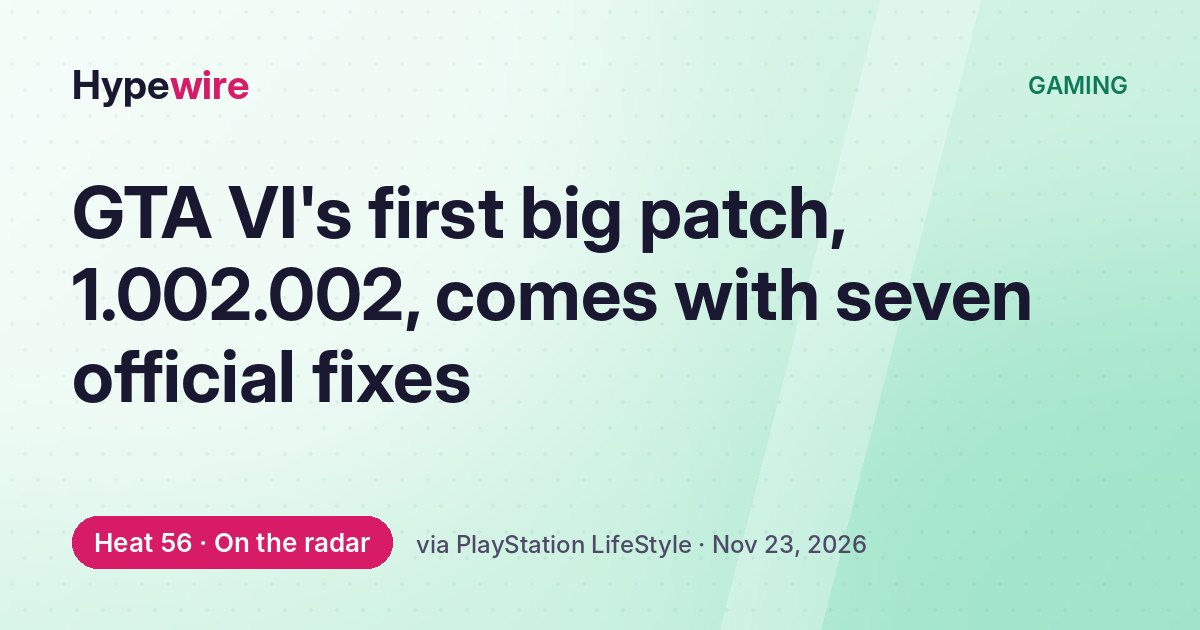 Hypewire
GAMING
GTA VI's first big patch,
1.002.002, comes with seven
official fixes
Heat 56 · On the radar
via PlayStation LifeStyle · Nov 23, 2026